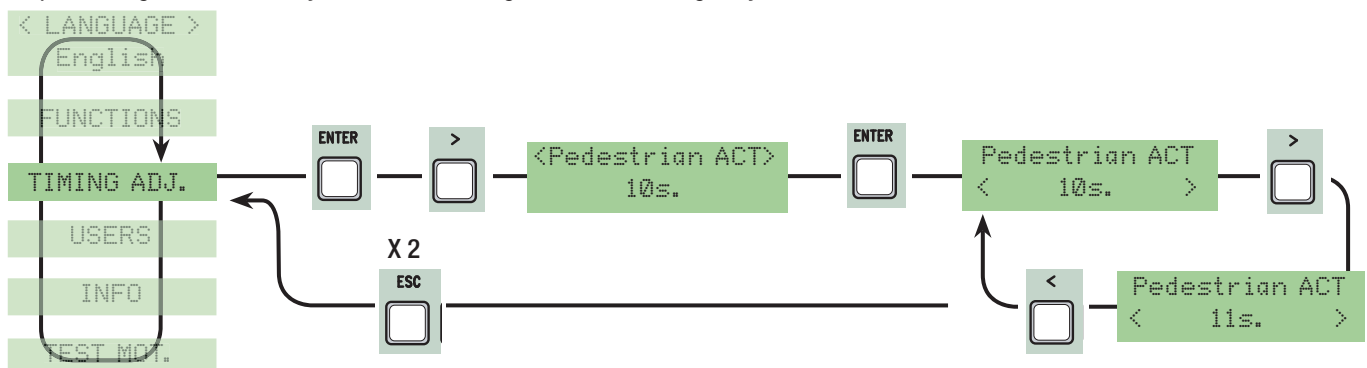 < LANGUAGE >
English
FUNCTIONS
TIMING ADJ.
USERS
INFO
TEST MOT.
ENTER
>
<Pedestrian ACT>
10s.
ENTER
Pedestrian ACT
< 10s. >
>
X 2
ESC
<
Pedestrian ACT
< 11s. >